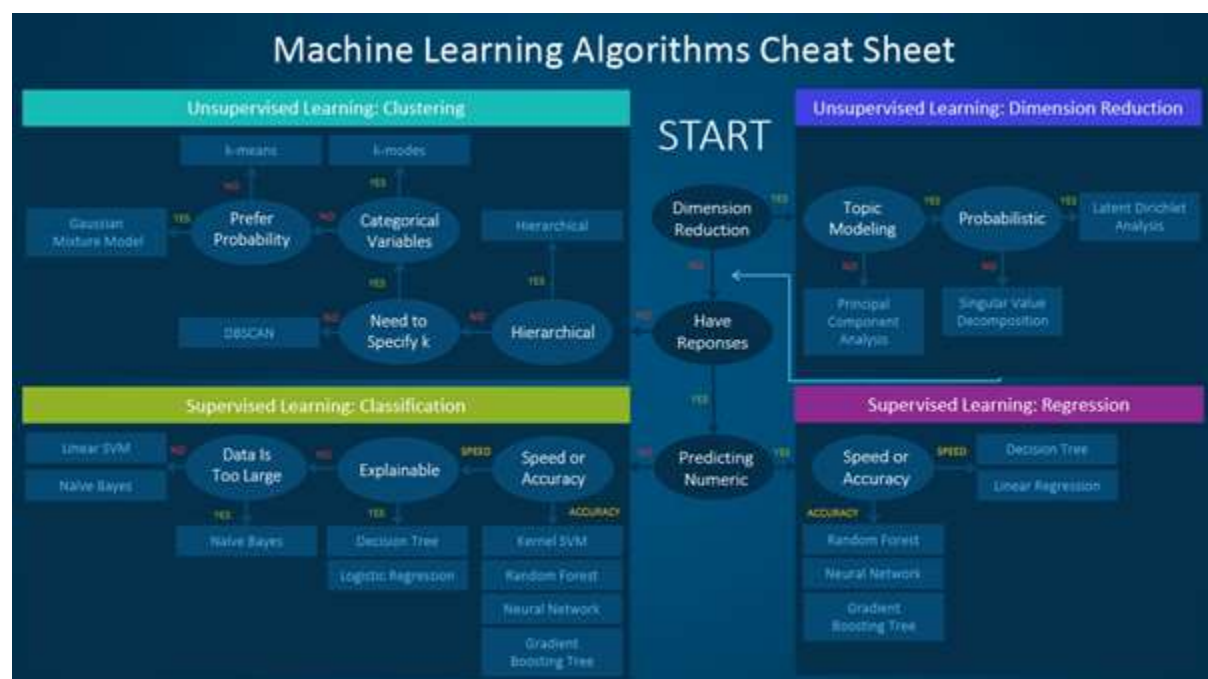 Machine Learning Algorithms Cheat Sheet
Unsupervised Learning: Clustering
START
Unsupervised Learning: Dimension Reduction
k-means
k-modes
NO
YES
Gaussian
Mixture Model
YES
Prefer
Probability
NO
Categorical
Variables
Hierarchical
Dimension
Reduction
YES
Topic
Modeling
YES
Probabilistic
YES
Latent Dirichlet
Analysis
YES
YES
NO
NO
NO
DBSCAN
NO
Need to
Specify k
NO
Hierarchical
NO
Have
Reponses
Principal
Component
Analysis
Singular Value
Decomposition
Supervised Learning: Classification
YES
Supervised Learning: Regression
Linear SVM
Naïve Bayes
NO
Data Is
Too Large
NO
Explainable
SPEED
Speed or
Accuracy
NO
Predicting
Numeric
YES
Speed or
Accuracy
SPEED
Decision Tree
Linear Regression
YES
YES
ACCURACY
ACCURACY
Naïve Bayes
Decision Tree
Logistic Regression
Kernel SVM
Random Forest
Neural Network
Gradient
Boosting Tree
Random Forest
Neural Network
Gradient
Boosting Tree